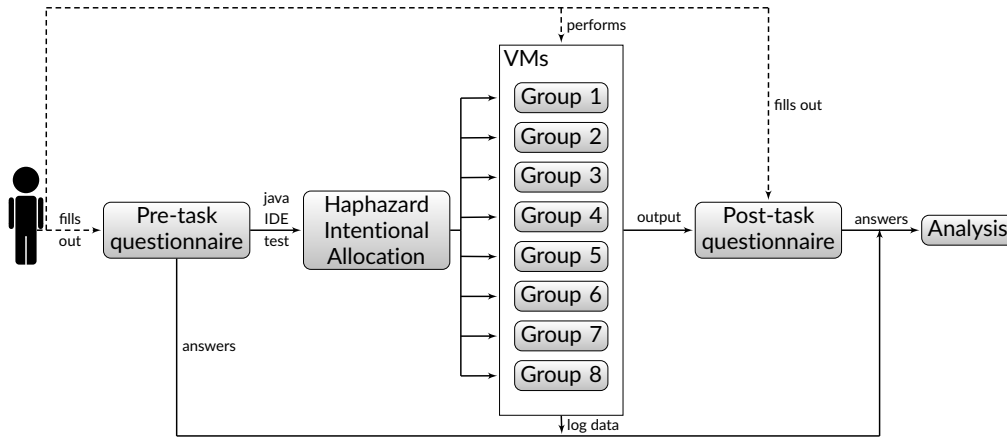 performs
VMs
Group 1
Group 2
Group 3
Group 4
Group 5
Group 6
Group 7
Group 8
fills out
fills
out
Pre-task
questionnaire
java
IDE
test
Haphazard
Intentional
Allocation
output
Post-task
questionnaire
answers
Analysis
answers
log data